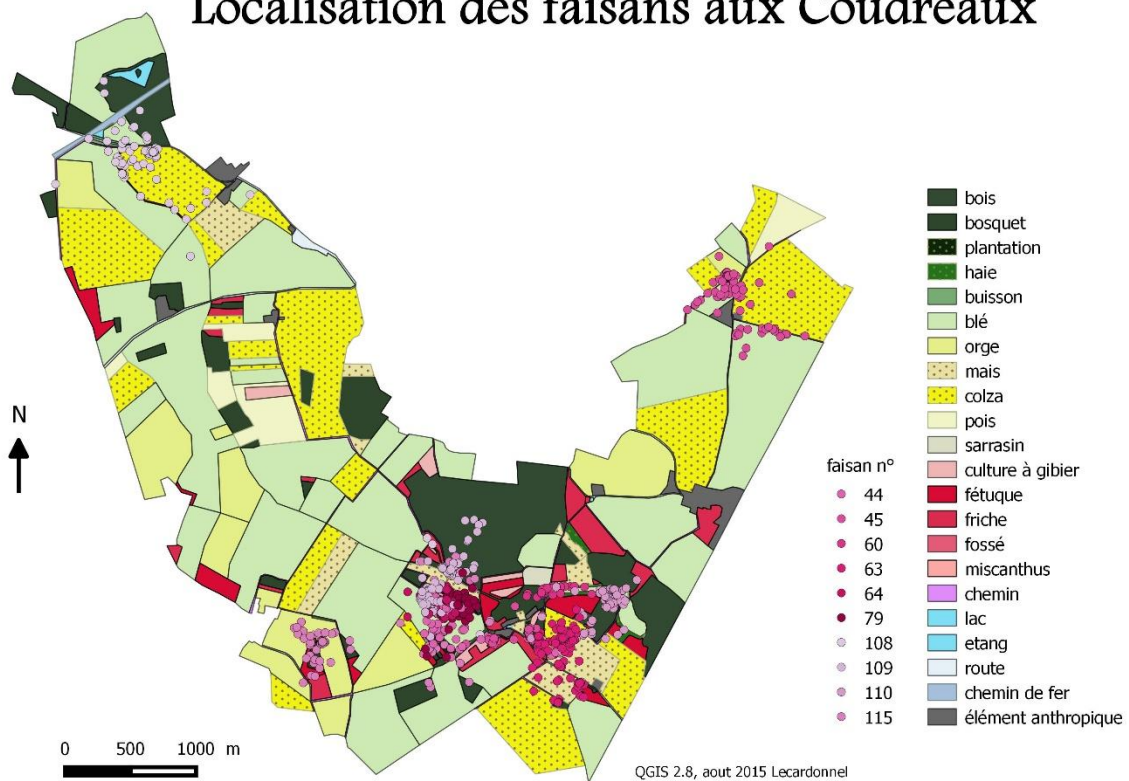 Localisation des faisans aux Coudreaux
N
bois
bosquet
plantation
haie
buisson
blé
orge
mais
colza
pois
sarrasin
culture à gibier
fétuque
friche
fossé
miscanthus
chemin
lac
etang
route
chemin de fer
élément anthropique
faisan n°
44
45
60
63
64
79
108
109
110
115
0 500 1000 m
QGIS 2.8, aout 2015 Lecardonnel